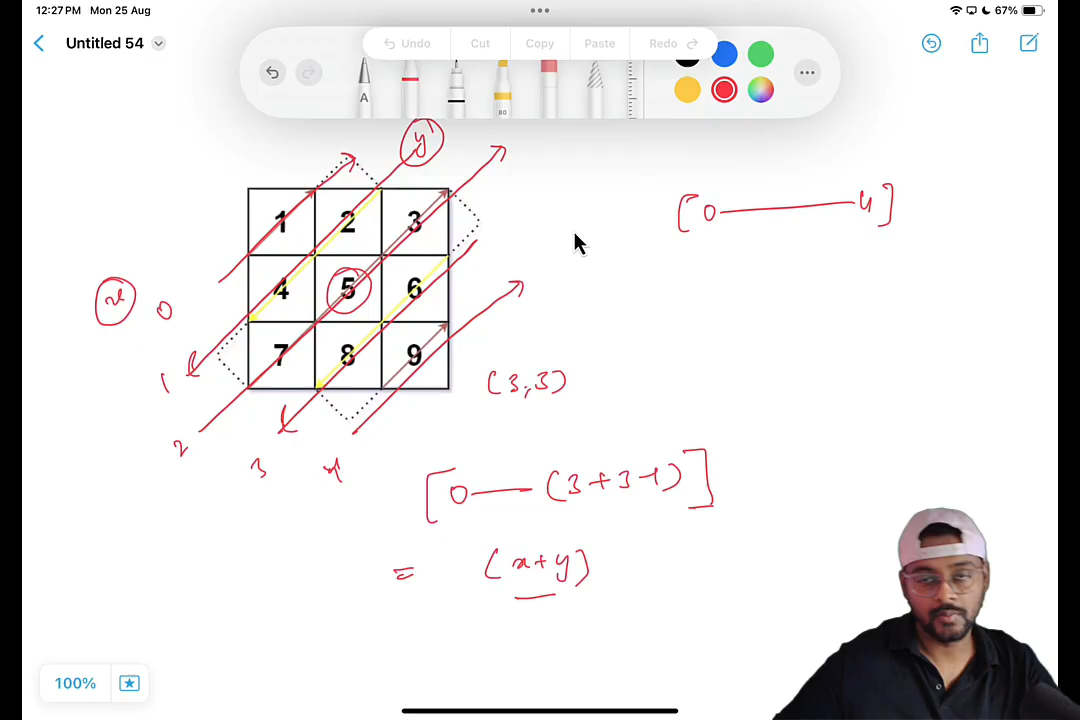 12:27 PM Mon 25 Aug
67%
Untitled 54
Undo Cut Copy Paste Redo
A
80
y
[0 — 4]
1 2 3
4 5 6
7 8 9
x
0
1
2
3
4
(3,3)
[0 — (3+3-1)]
= (x+y)
100%